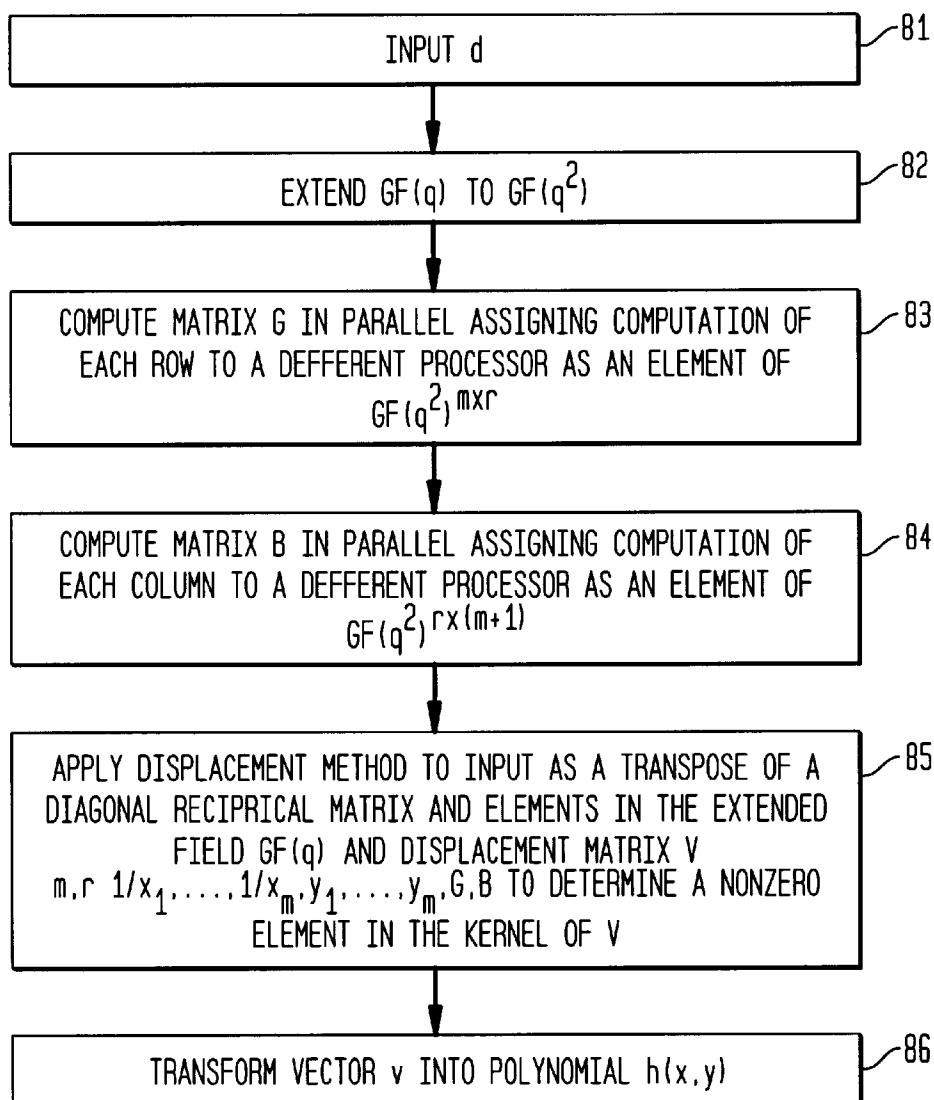 INPUT d
81
EXTEND GF(q) TO GF(q²)
82
COMPUTE MATRIX G IN PARALLEL ASSIGNING COMPUTATION OF
EACH ROW TO A DEFFERENT PROCESSOR AS AN ELEMENT OF
GF(q²)^mxr
83
COMPUTE MATRIX B IN PARALLEL ASSIGNING COMPUTATION OF
EACH COLUMN TO A DEFFERENT PROCESSOR AS AN ELEMENT OF
GF(q²)^rx(m+1)
84
APPLY DISPLACEMENT METHOD TO INPUT AS A TRANSPOSE OF A
DIAGONAL RECIPRICAL MATRIX AND ELEMENTS IN THE EXTENDED
FIELD GF(q) AND DISPLACEMENT MATRIX V
m,r 1/x₁,....,1/xₘ,y₁,....,yₘ,G,B TO DETERMINE A NONZERO
ELEMENT IN THE KERNEL OF V
85
TRANSFORM VECTOR v INTO POLYNOMIAL h(x,y)
86